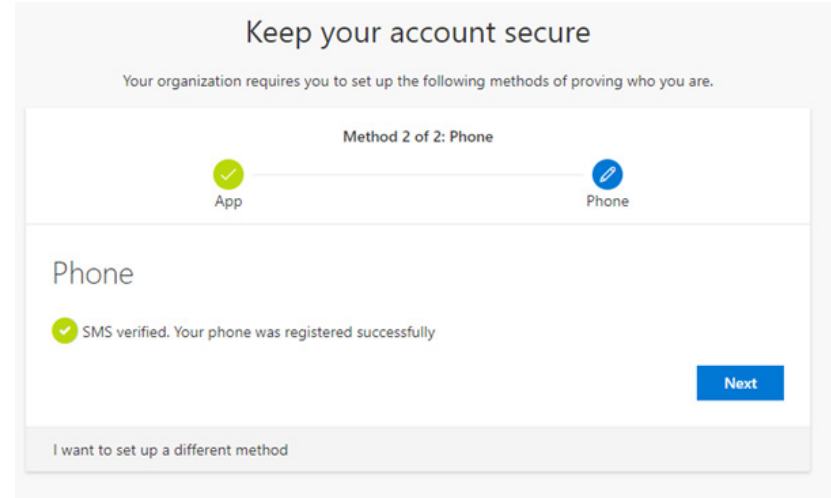 Keep your account secure
Your organization requires you to set up the following methods of proving who you are.
Method 2 of 2: Phone
App
Phone
Phone
SMS verified. Your phone was registered successfully
Next
I want to set up a different method